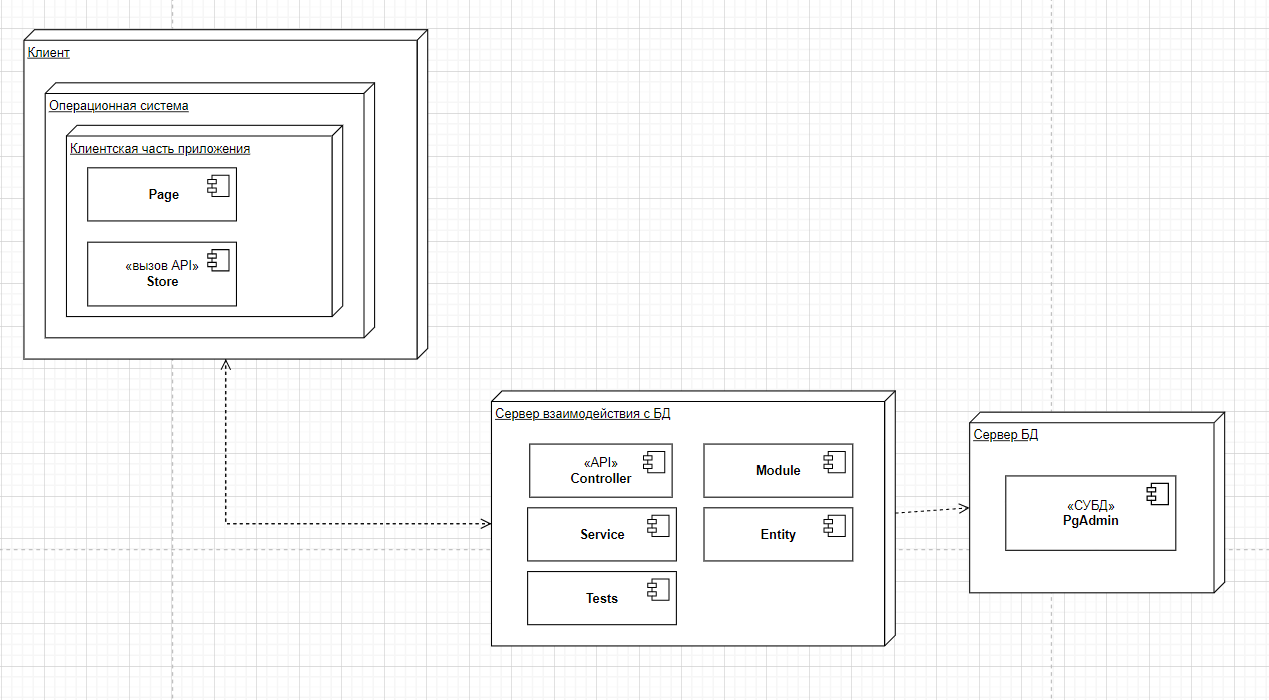 Клиент
Операционная система
Клиентская часть приложения
Page
«вызов API»
Store
Сервер взаимодействия с БД
«API»
Controller
Module
Service
Entity
Tests
Сервер БД
«СУБД»
PgAdmin